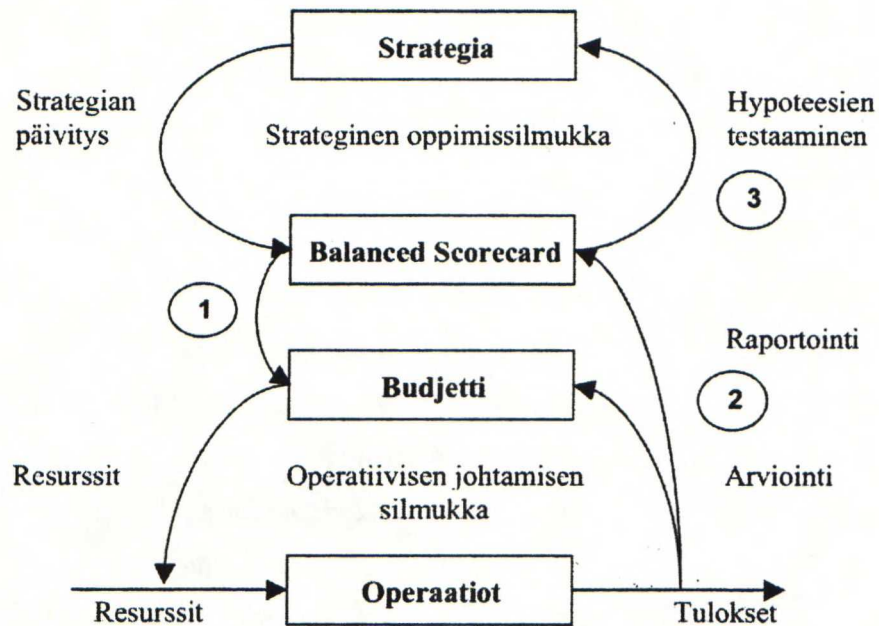 Strategia
Strategian
päivitys
Strateginen oppimissilmukka
Hypoteesien
testaaminen
3
Balanced Scorecard
1
Raportointi
Budjetti
2
Resurssit
Operatiivisen johtamisen
silmukka
Arviointi
Operaatiot
Resurssit
Tulokset